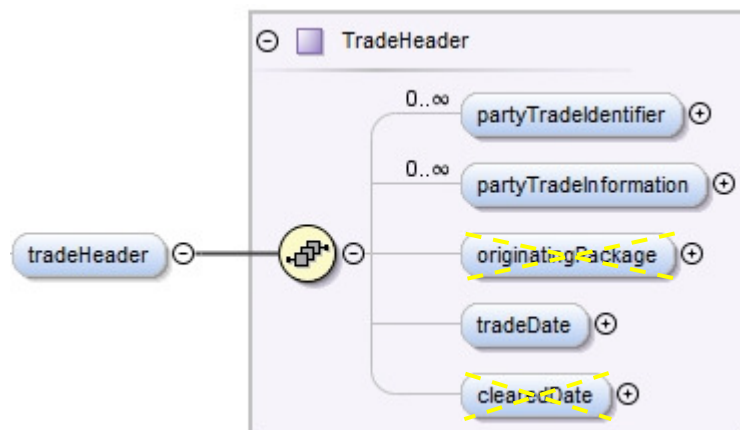 TradeHeader
0..∞
partyTradeIdentifier
0..∞
partyTradeInformation
tradeHeader
originatingPackage
tradeDate
clearedDate